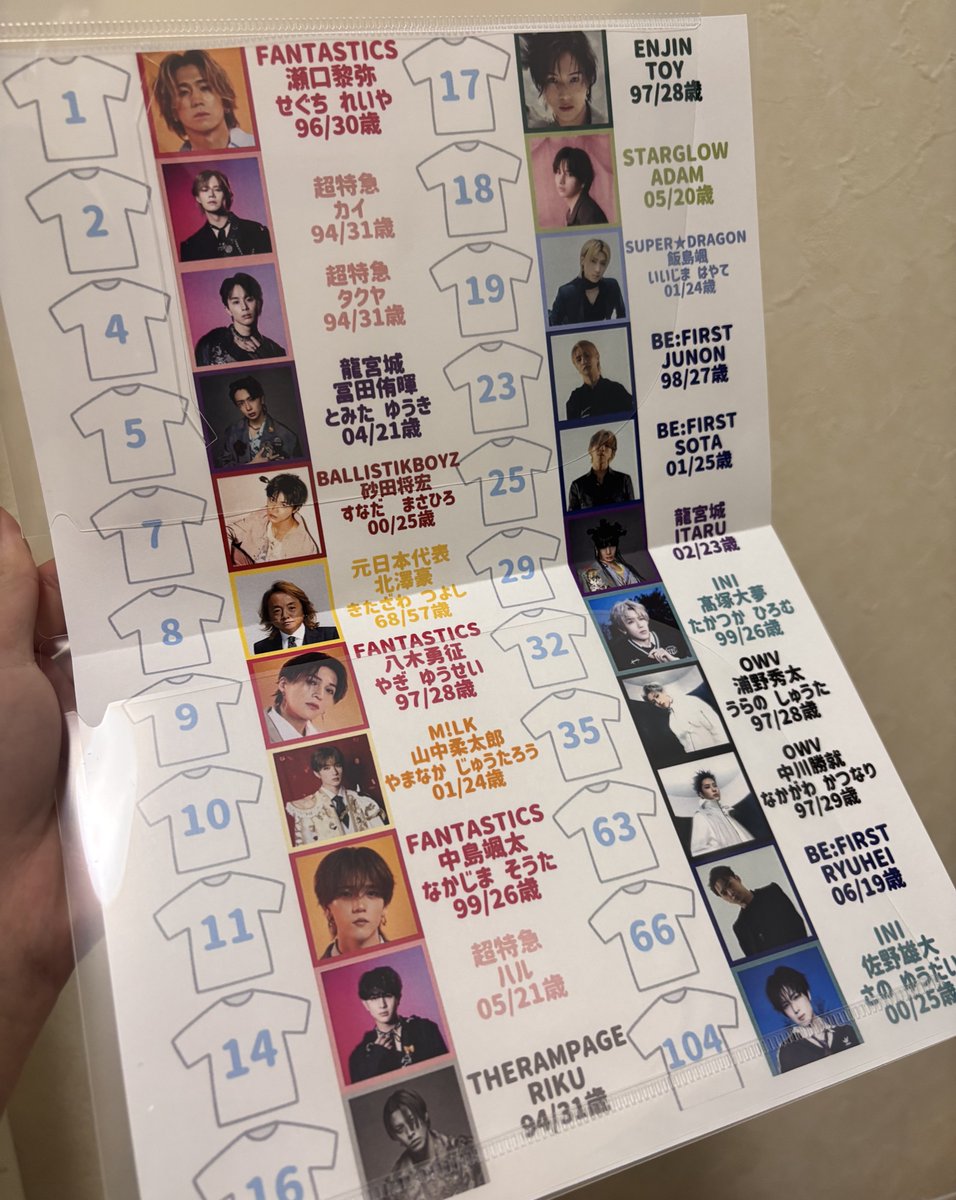 1
FANTASTICS
瀬口黎弥
せぐち れいや
96/30歳
2
超特急
カイ
94/31歳
4
超特急
タクヤ
94/31歳
5
龍宮城
冨田侑暉
とみた ゆうき
04/21歳
7
BALLISTIKBOYZ
砂田将宏
すなだ まさひろ
00/25歳
8
元日本代表
北澤豪
きたざわ つよし
68/57歳
9
FANTASTICS
八木勇征
やぎ ゆうせい
97/28歳
10
M!LK
山中柔太郎
やまなか じゅうたろう
01/24歳
11
FANTASTICS
中島颯太
なかじま そうた
99/26歳
14
超特急
ハル
05/21歳
16
THERAMPAGE
RIKU
94/31歳
17
ENJIN
TOY
97/28歳
18
STARGLOW
ADAM
05/20歳
19
SUPER★DRAGON
飯島颯
いいじま はやて
01/24歳
23
BE:FIRST
JUNON
98/27歳
25
BE:FIRST
SOTA
01/25歳
29
龍宮城
ITARU
02/23歳
32
INI
髙塚大夢
たかつか ひろむ
99/26歳
35
OWV
浦野秀太
うらの しゅうた
97/28歳
63
OWV
中川勝就
なかがわ かつなり
97/29歳
66
BE:FIRST
RYUHEI
06/19歳
104
INI
佐野雄大
さの ゆうだい
00/25歳